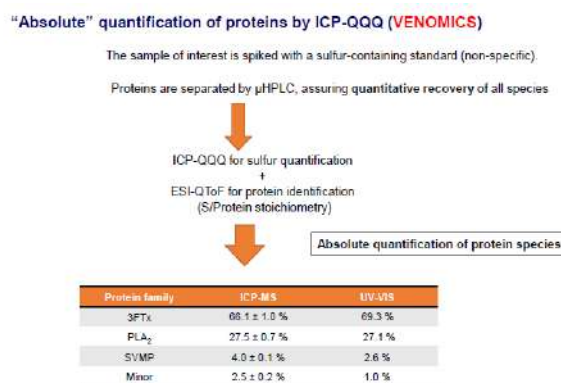 “Absolute” quantification of proteins by ICP-QQQ (VENOMICS)
The sample of interest is spiked with a sulfur-containing standard (non-specific).
Proteins are separated by µHPLC, assuring quantitative recovery of all species
ICP-QQQ for sulfur quantification
+
ESI-QToF for protein identification
(S/Protein stoichiometry)
Absolute quantification of protein species
Protein family ICP-MS UV-VIS
3FTx 66.1 ± 1.0 % 69.3 %
PLA₂ 27.5 ± 0.7 % 27.1 %
SVMP 4.0 ± 0.1 % 2.6 %
Minor 2.5 ± 0.2 % 1.0 %